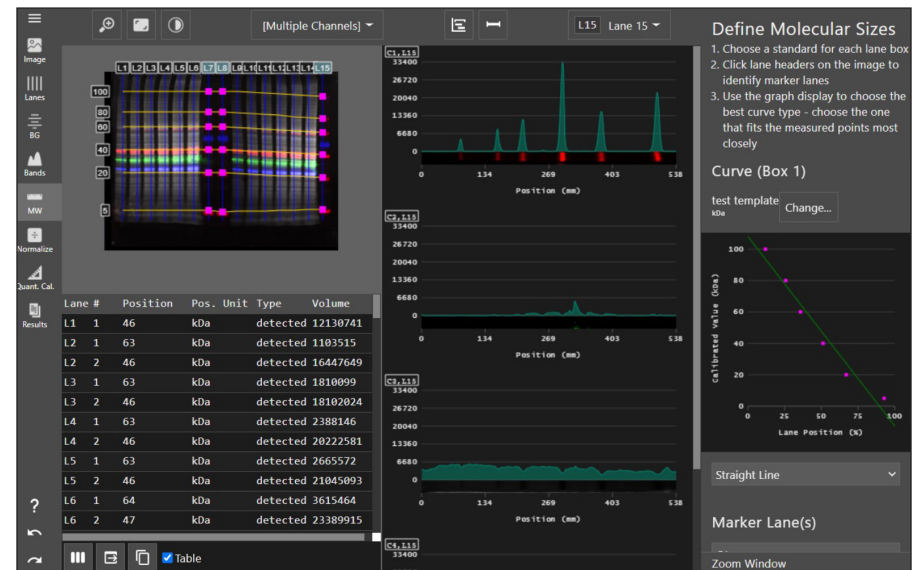 Image
Lanes
BG
Bands
MW
Normalize
Quant. Cal.
Results
?
[Multiple Channels]
L15 Lane 15
L1 L2 L3 L4 L5 L6 L7 L8 L9 L10 L11 L12 L13 L14 L15
100
80
60
40
20
5
Lane # Position Pos. Unit Type Volume
L1 1 46 kDa detected 12130741
L2 1 63 kDa detected 1103515
L2 2 46 kDa detected 16447649
L3 1 63 kDa detected 1810099
L3 2 46 kDa detected 18102024
L4 1 63 kDa detected 2388146
L4 2 46 kDa detected 20222581
L5 1 63 kDa detected 2665572
L5 2 46 kDa detected 21045093
L6 1 64 kDa detected 3615464
L6 2 47 kDa detected 23389915
Table
C1, L15
33400
26720
20040
13360
6680
0
0 134 269 403 538
Position (mm)
C2, L15
33400
26720
20040
13360
6680
0
0 134 269 403 538
Position (mm)
C3, L15
33400
26720
20040
13360
6680
0
0 134 269 403 538
Position (mm)
C4, L15
33400
26720
Define Molecular Sizes
1. Choose a standard for each lane box
2. Click lane headers on the image to
identify marker lanes
3. Use the graph display to choose the
best curve type - choose the one
that fits the measured points most
closely
Curve (Box 1)
test template
kDa
Change...
Calibrated Value (kDa)
100
80
60
40
20
0
0 25 50 75 100
Lane Position (%)
Straight Line
Marker Lane(s)
Zoom Window